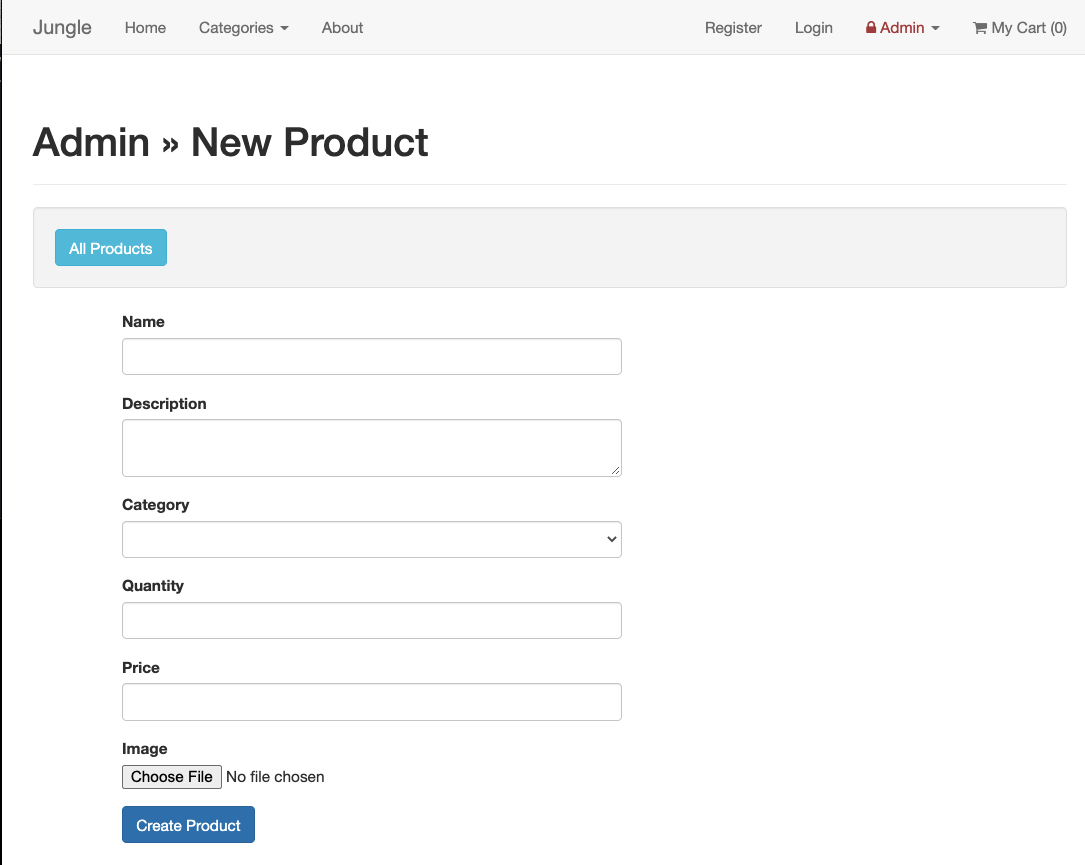 Jungle Home Categories About Register Login Admin My Cart (0)
Admin » New Product
All Products
Name
Description
Category
Quantity
Price
Image
Choose File No file chosen
Create Product